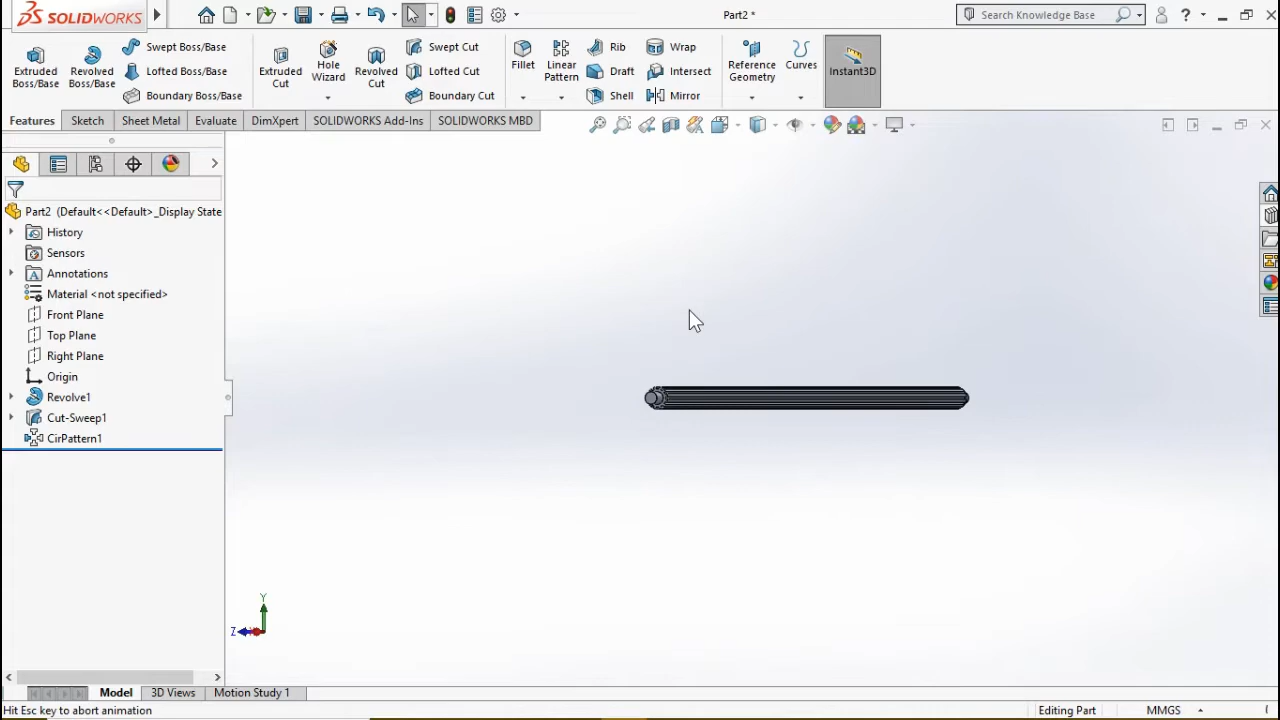 SOLIDWORKS
Part2 *
Search Knowledge Base
Extruded Boss/Base
Revolved Boss/Base
Swept Boss/Base
Lofted Boss/Base
Boundary Boss/Base
Extruded Cut
Hole Wizard
Revolved Cut
Swept Cut
Lofted Cut
Boundary Cut
Fillet
Linear Pattern
Rib
Draft
Shell
Wrap
Intersect
Mirror
Reference Geometry
Curves
Instant3D
Features
Sketch
Sheet Metal
Evaluate
DimXpert
SOLIDWORKS Add-Ins
SOLIDWORKS MBD
Part2 (Default<<Default>_Display State
History
Sensors
Annotations
Material <not specified>
Front Plane
Top Plane
Right Plane
Origin
Revolve1
Cut-Sweep1
CirPattern1
Y
Z
Model
3D Views
Motion Study 1
Hit Esc key to abort animation
Editing Part
MMGS